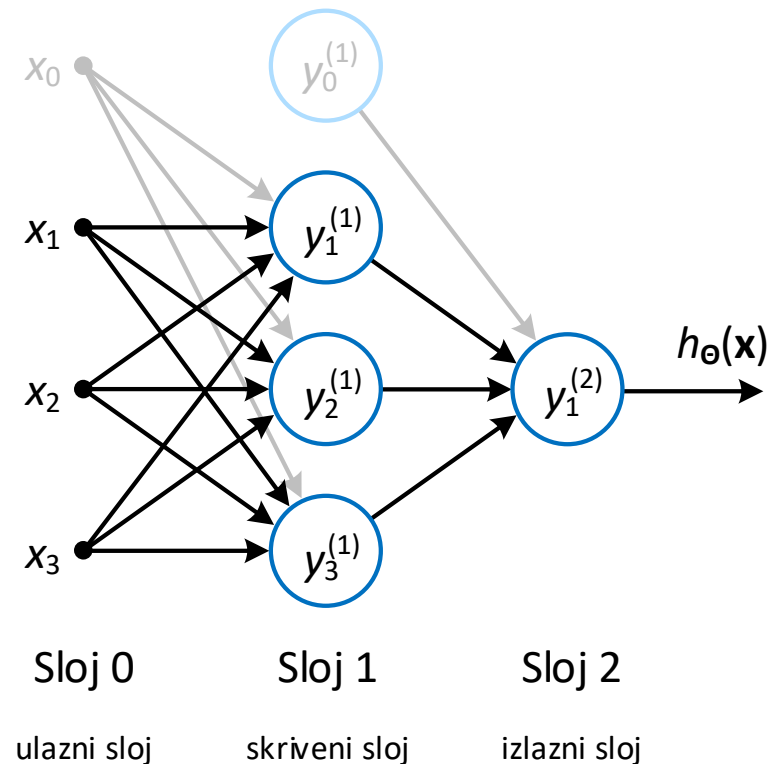 x₀ y₀⁽¹⁾
x₁ y₁⁽¹⁾
h_Θ(x)
x₂ y₂⁽¹⁾ y₁⁽²⁾
x₃ y₃⁽¹⁾
Sloj 0 Sloj 1 Sloj 2
ulazni sloj skriveni sloj izlazni sloj